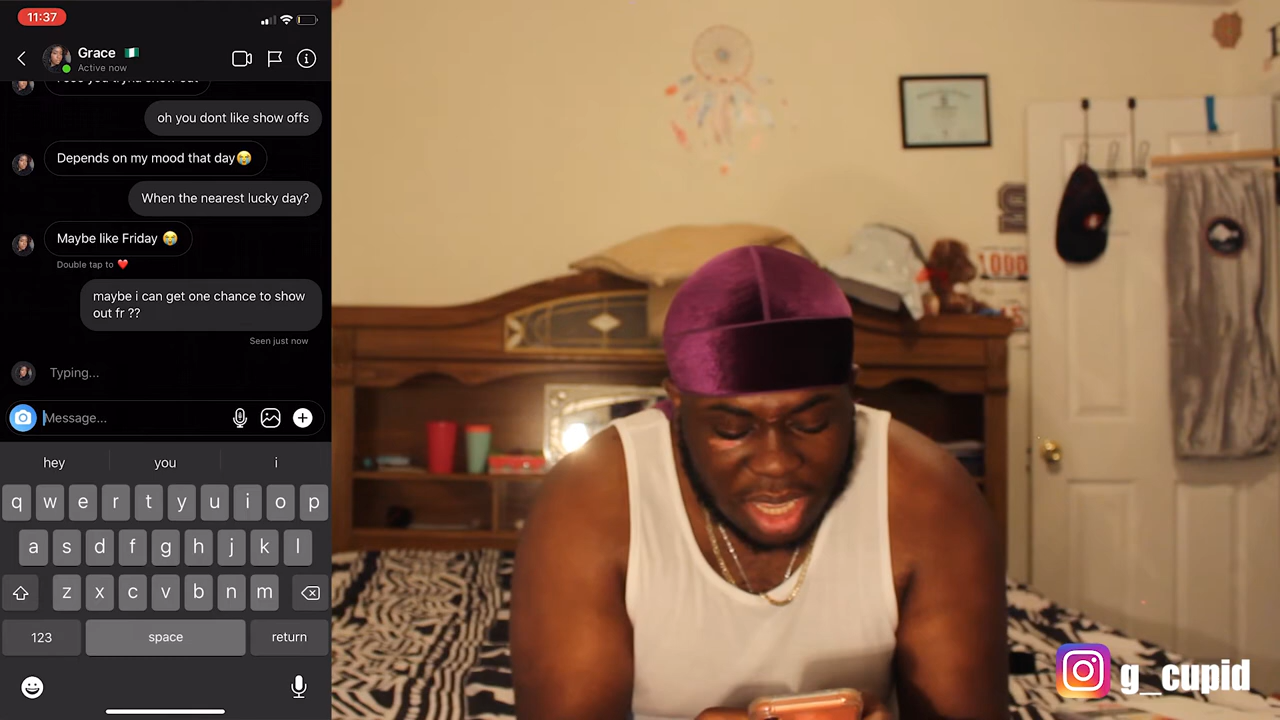 11:37
Grace 🇳🇬
Active now
oh you dont like show offs
Depends on my mood that day😭
When the nearest lucky day?
Maybe like Friday 😭
Double tap to ❤️
maybe i can get one chance to show
out fr ??
Seen just now
Typing...
Message...
hey you i
q w e r t y u i o p
a s d f g h j k l
z x c v b n m
123 space return
1000
g_cupid